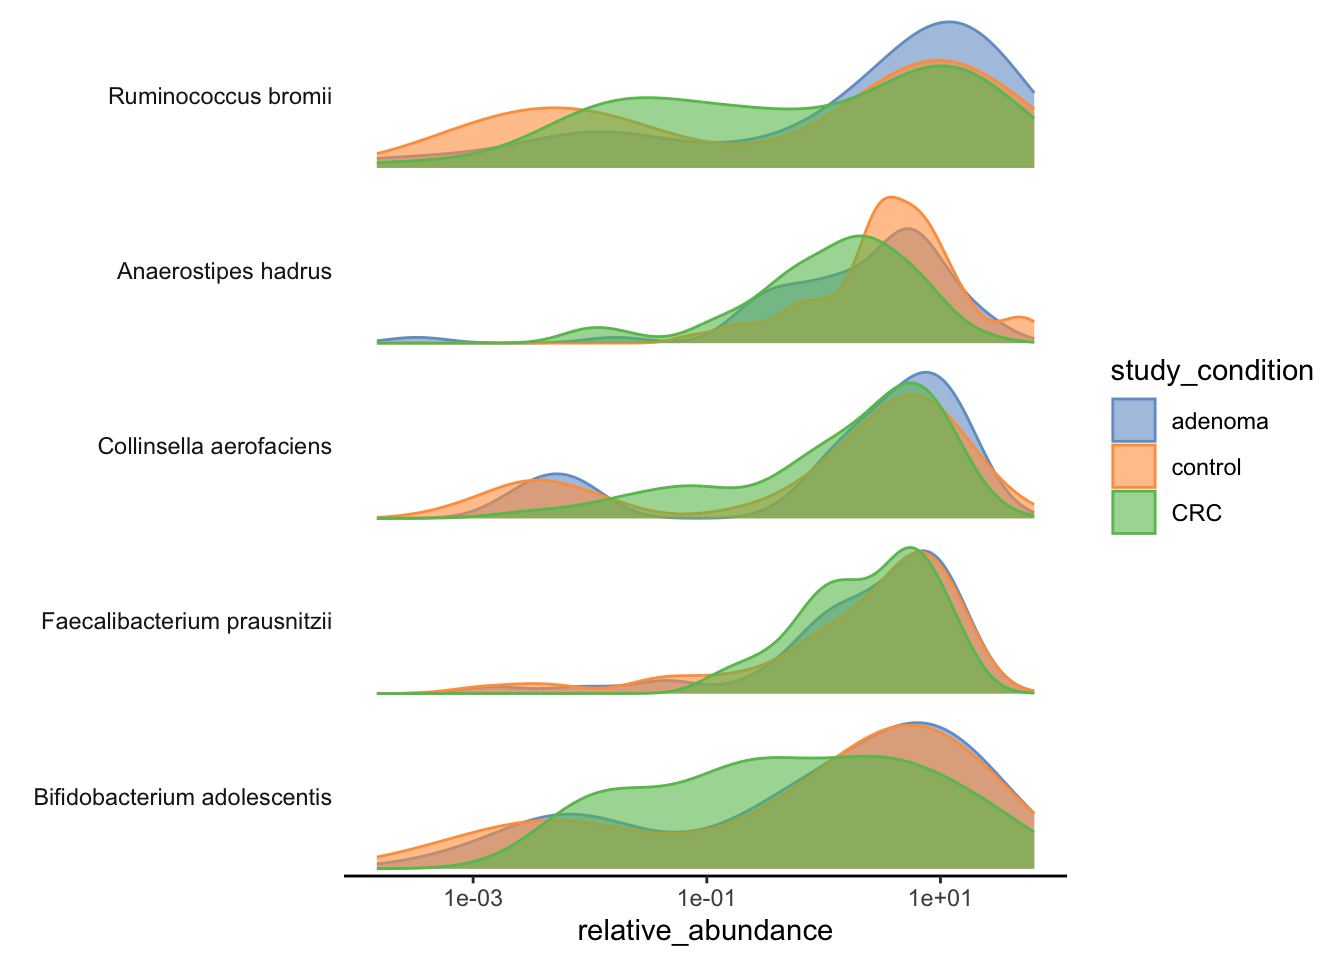 Ruminococcus bromii
Anaerostipes hadrus
Collinsella aerofaciens
Faecalibacterium prausnitzii
Bifidobacterium adolescentis
1e-03 1e-01 1e+01
relative_abundance
study_condition
adenoma
control
CRC